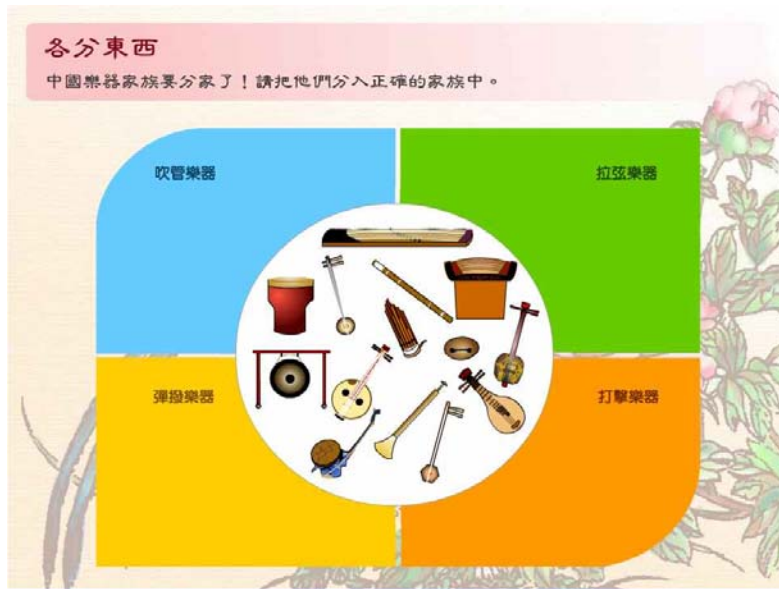 各分東西
中國樂器家族要分家了！請把他們分入正確的家族中。
吹管樂器
拉弦樂器
彈撥樂器
打擊樂器